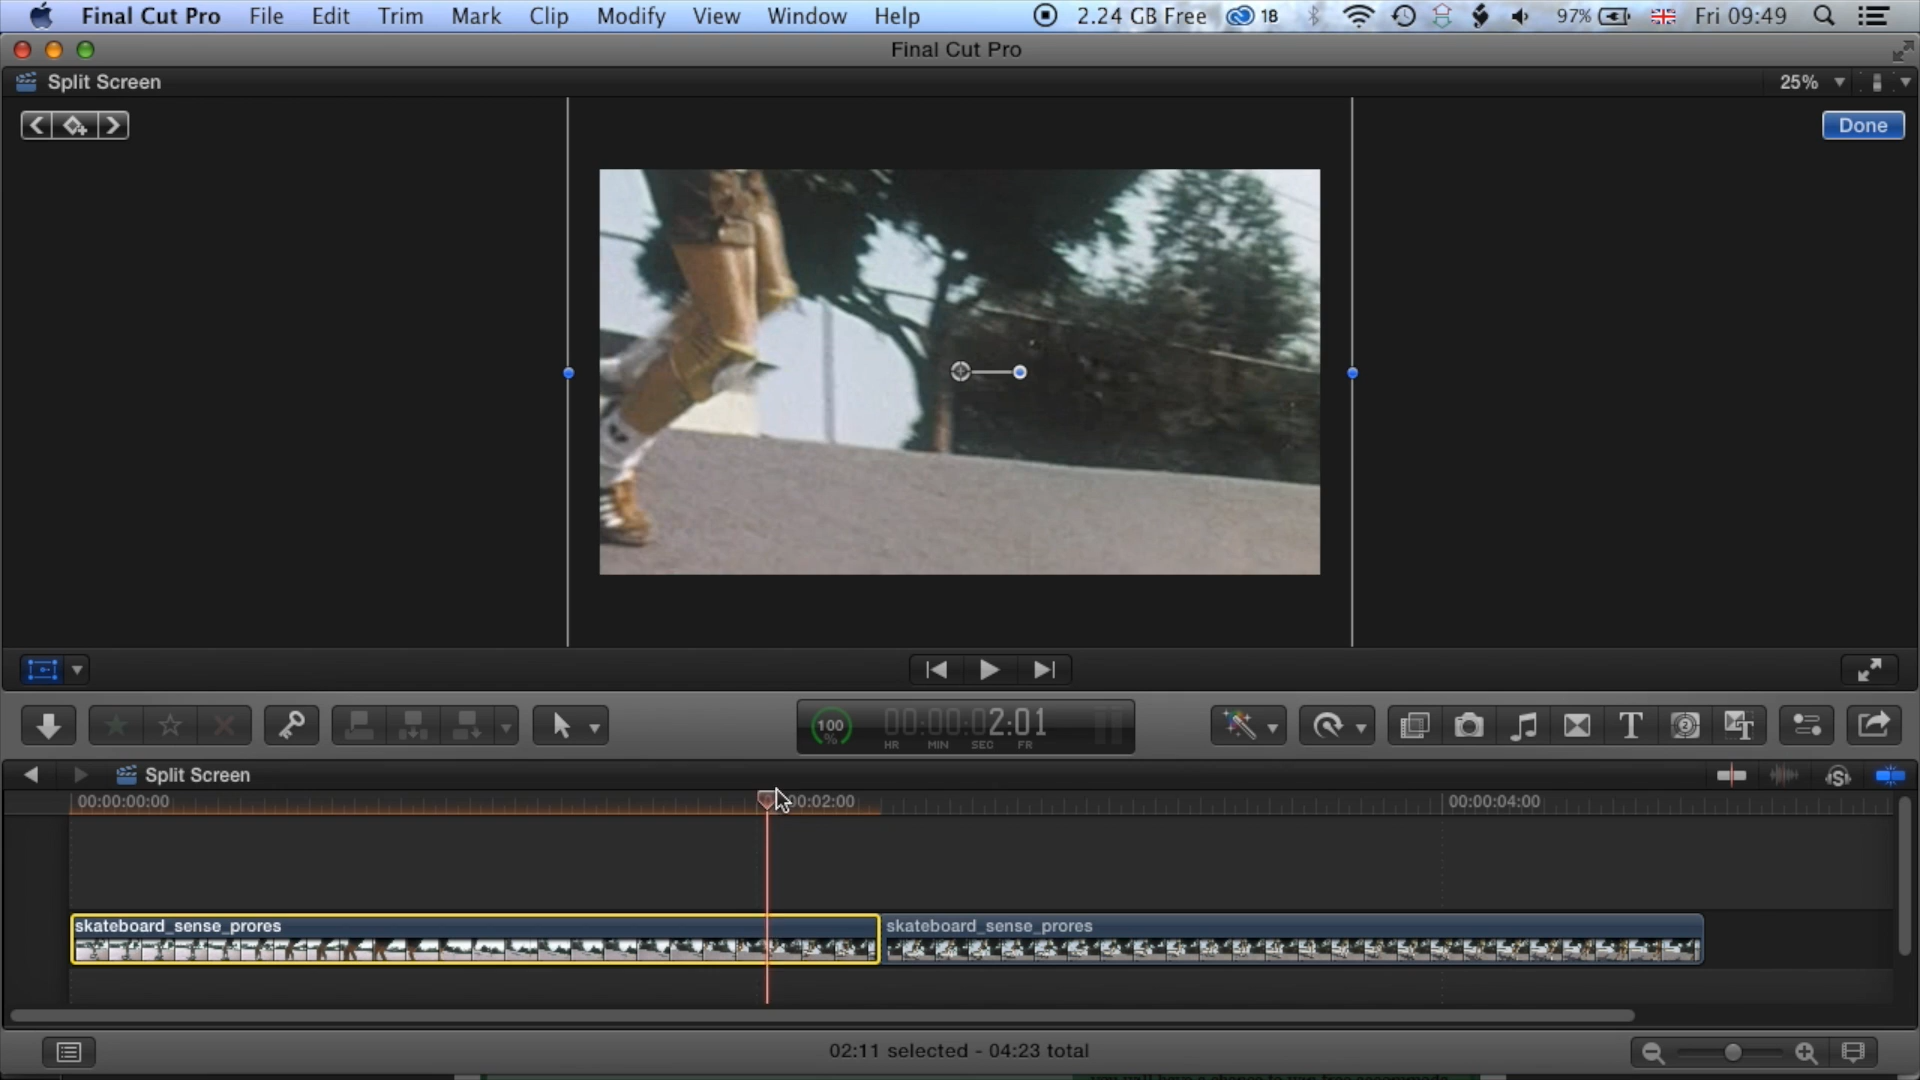 Final Cut Pro File Edit Trim Mark Clip Modify View Window Help 2.24 GB Free 18 97% Fri 09:49
Final Cut Pro
Split Screen 25%
Done
100 % 00:00:02:01
HR MIN SEC FR
Split Screen
00:00:00:00 00:02:00 00:00:04:00
skateboard_sense_prores skateboard_sense_prores
02:11 selected - 04:23 total